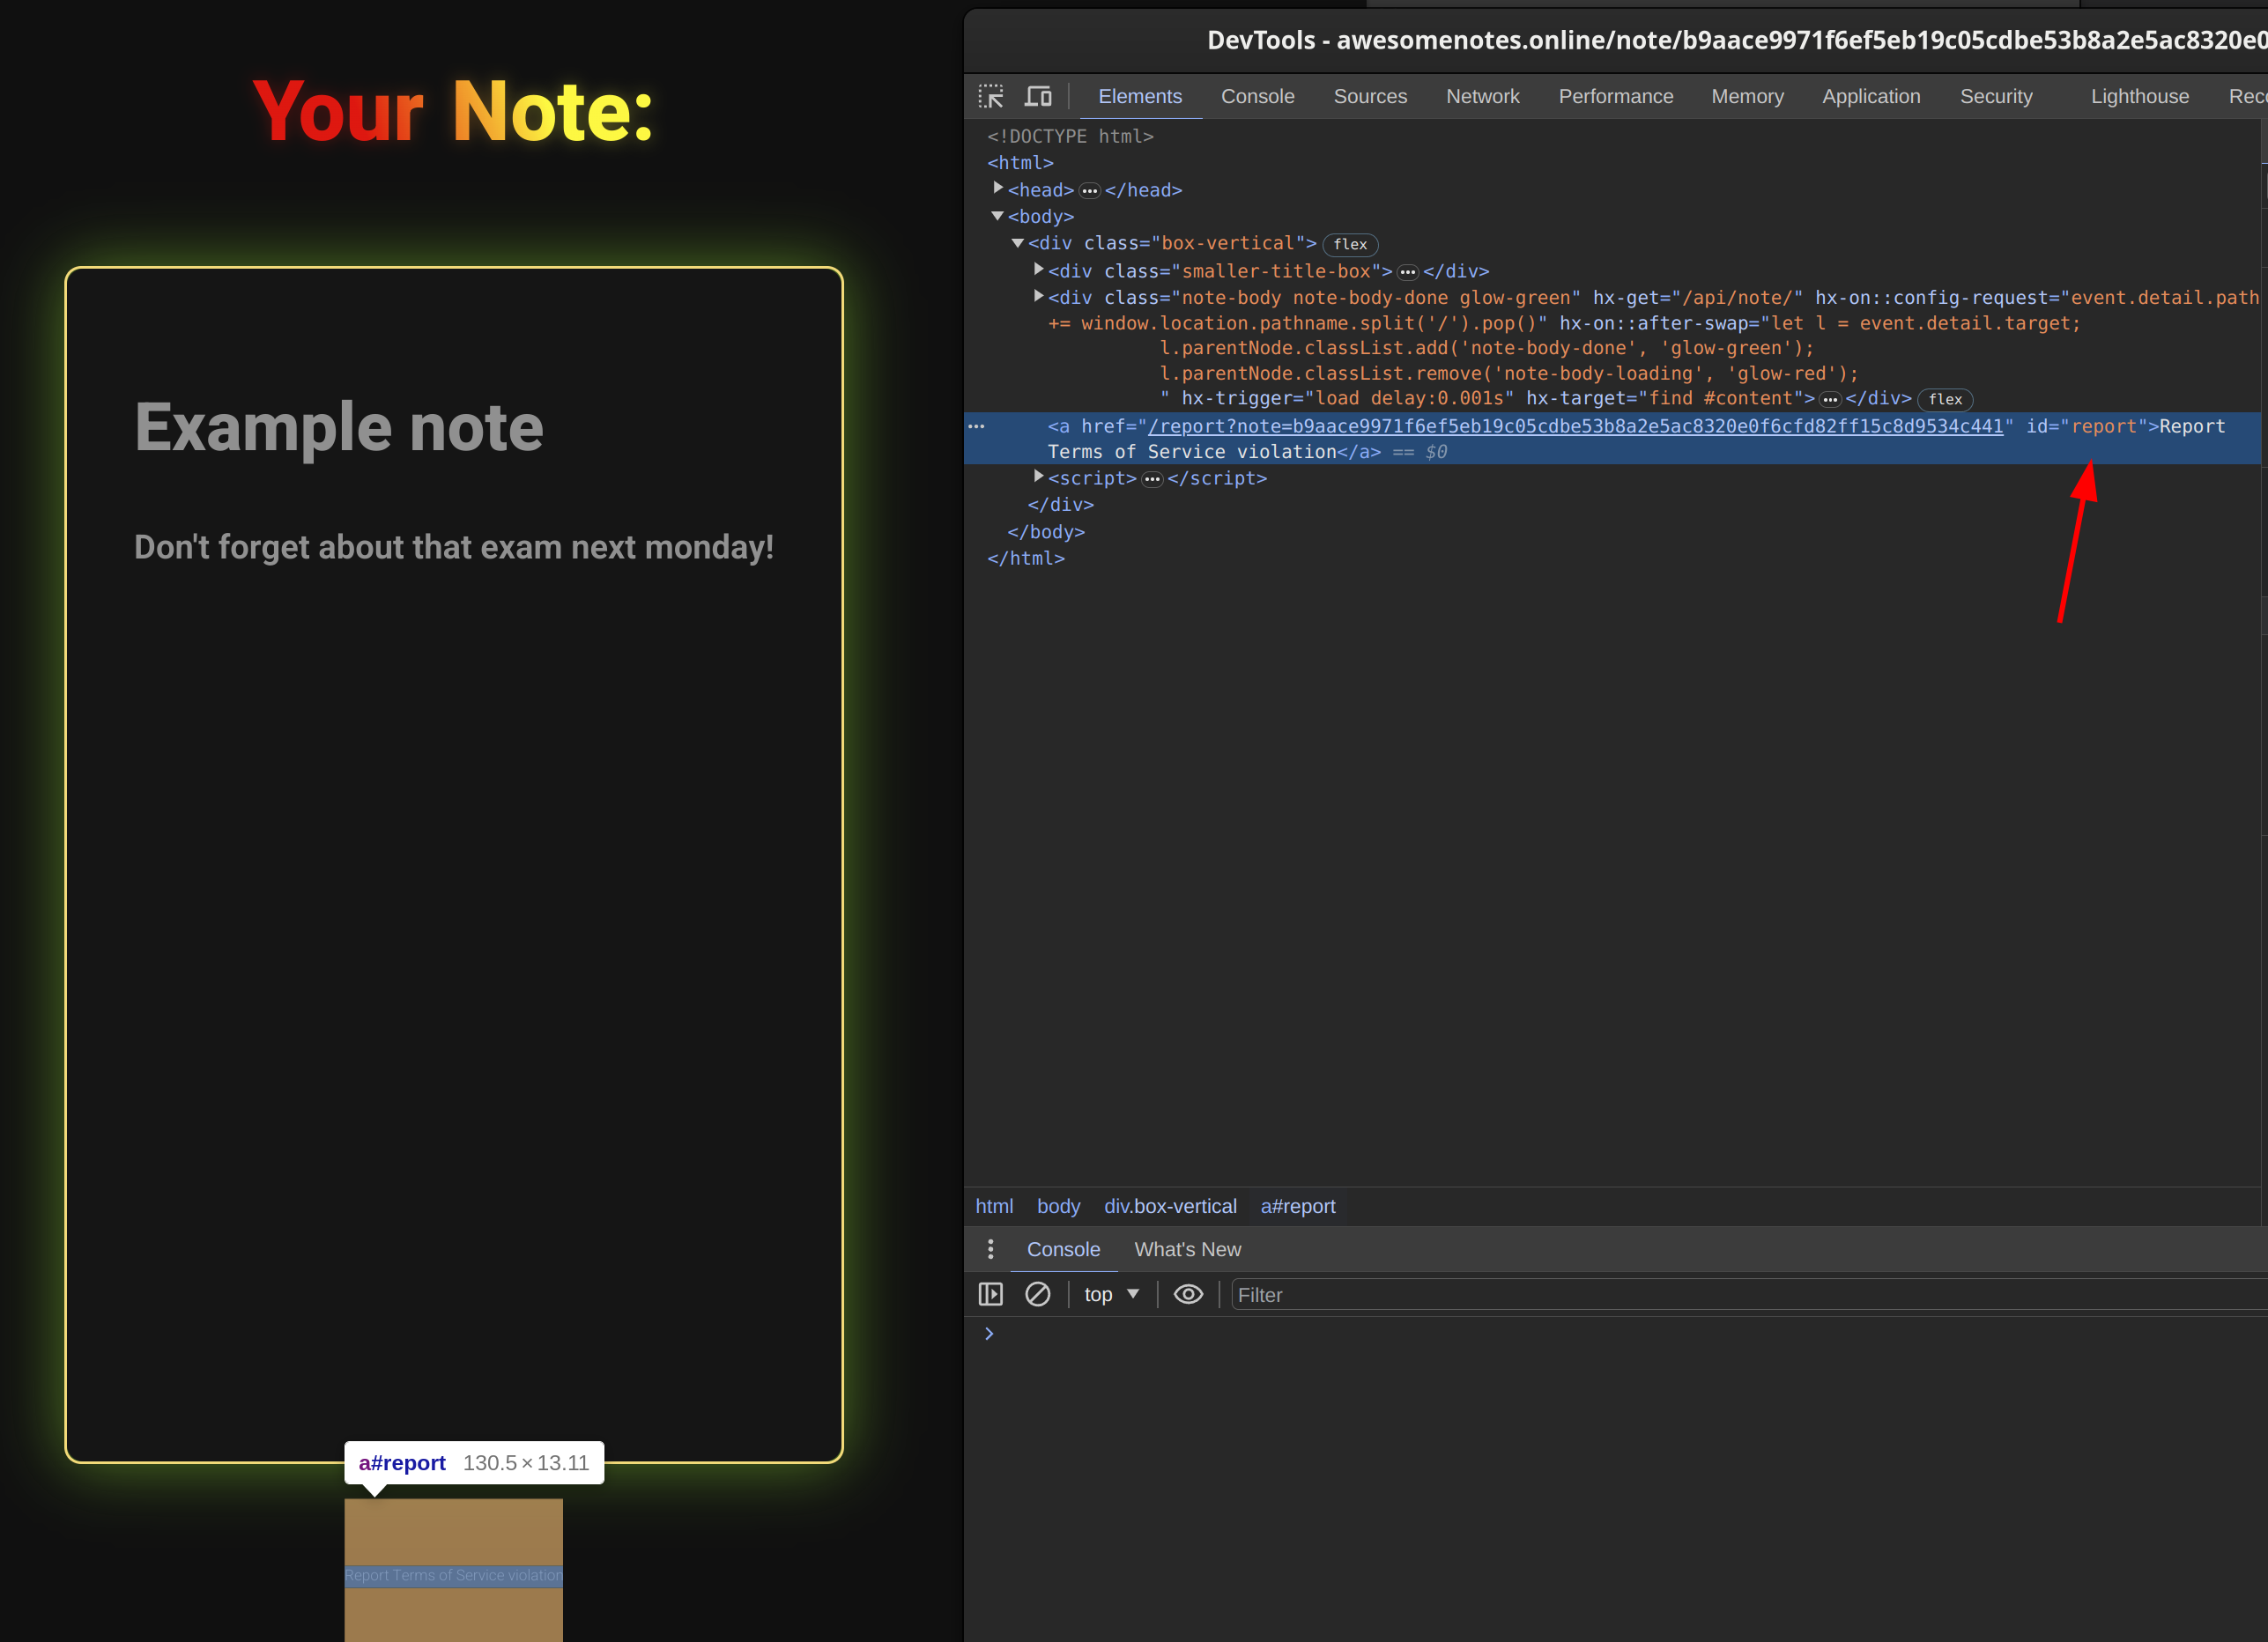 Your Note:
Example note
Don't forget about that exam next monday!
a#report 130.5 × 13.11
Report Terms of Service violation
DevTools - awesomenotes.online/note/b9aace9971f6ef5eb19c05cdbe53b8a2e5ac8320e0
Elements Console Sources Network Performance Memory Application Security Lighthouse Reco
<!DOCTYPE html>
<html>
<head> ••• </head>
<body>
<div class="box-vertical"> flex
<div class="smaller-title-box"> ••• </div>
<div class="note-body note-body-done glow-green" hx-get="/api/note/" hx-on::config-request="event.detail.path
+= window.location.pathname.split('/').pop()" hx-on::after-swap="let l = event.detail.target;
l.parentNode.classList.add('note-body-done', 'glow-green');
l.parentNode.classList.remove('note-body-loading', 'glow-red');
" hx-trigger="load delay:0.001s" hx-target="find #content"> ••• </div> flex
••• <a href="/report?note=b9aace9971f6ef5eb19c05cdbe53b8a2e5ac8320e0f6cfd82ff15c8d9534c441" id="report">Report
Terms of Service violation</a> == $0
<script> ••• </script>
</div>
</body>
</html>
html body div.box-vertical a#report
Console What's New
top Filter